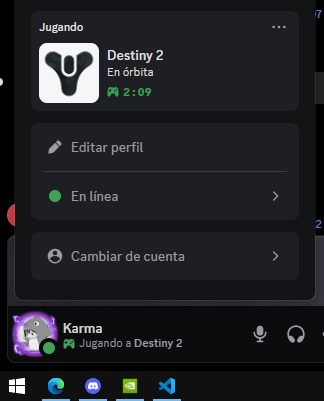 Jugando
Destiny 2
En órbita
2:09
Editar perfil
En línea
Cambiar de cuenta
Karma
Jugando a Destiny 2